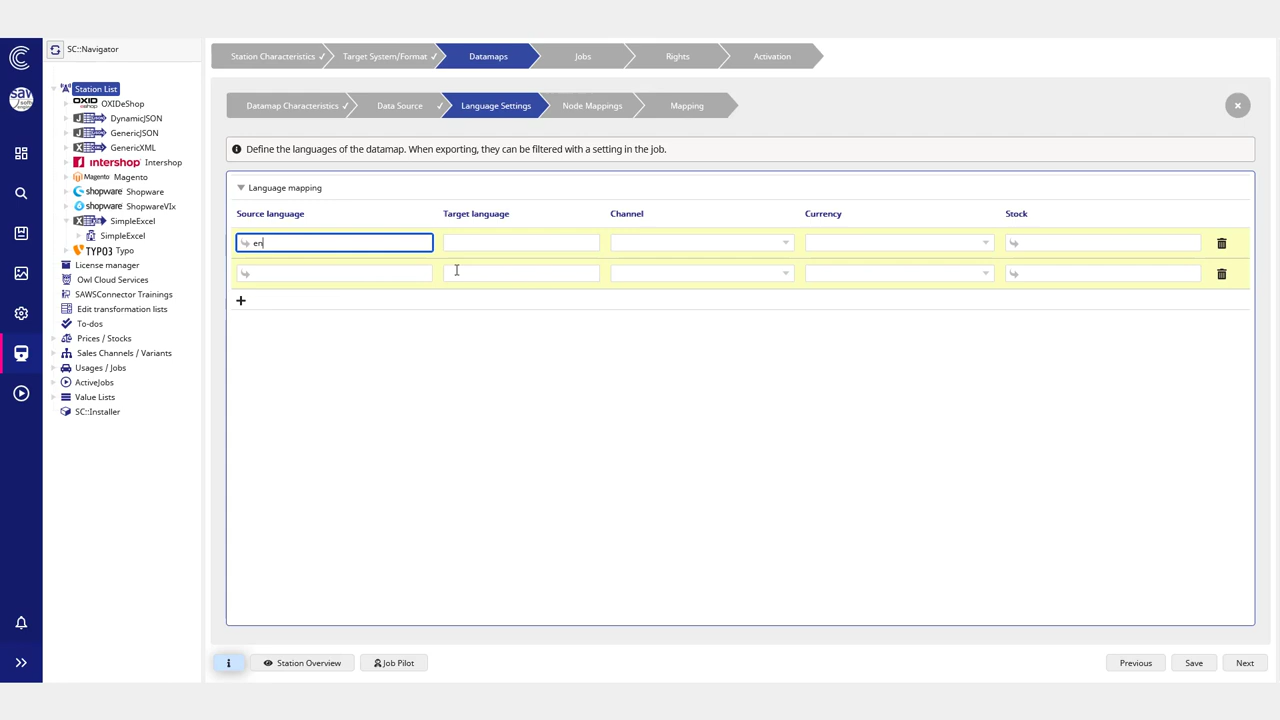 SC::Navigator
Station Characteristics ✓
Target System/Format ✓
Datamaps
Jobs
Rights
Activation
Station List
OXID eshop OXIDeShop
DynamicJSON
GenericJSON
GenericXML
intershop Intershop
Magento Magento
shopware Shopware
shopware ShopwareVIx
SimpleExcel
SimpleExcel
TYPO3 Typo
License manager
Owl Cloud Services
SAWSConnector Trainings
Edit transformation lists
To-dos
Prices / Stocks
Sales Channels / Variants
Usages / Jobs
ActiveJobs
Value Lists
SC::Installer
Datamap Characteristics ✓
Data Source ✓
Language Settings
Node Mappings
Mapping
Define the languages of the datamap. When exporting, they can be filtered with a setting in the job.
Language mapping
Source language
Target language
Channel
Currency
Stock
en
Station Overview
Job Pilot
Previous
Save
Next